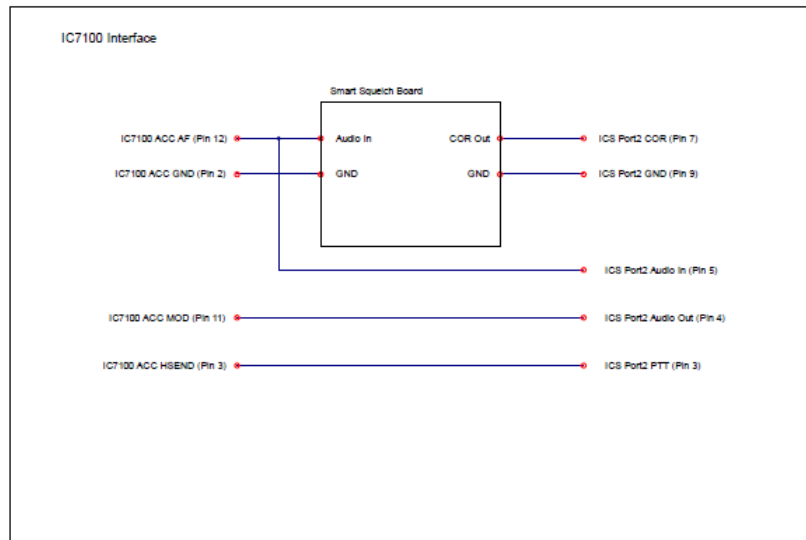 IC7100 Interface
Smart Squelch Board
IC7100 ACC AF (Pin 12)
Audio In
COR Out
ICS Port2 COR (Pin 7)
IC7100 ACC GND (Pin 2)
GND
GND
ICS Port2 GND (Pin 9)
ICS Port2 Audio In (Pin 5)
IC7100 ACC MOD (Pin 11)
ICS Port2 Audio Out (Pin 4)
IC7100 ACC HSEND (Pin 3)
ICS Port2 PTT (Pin 3)